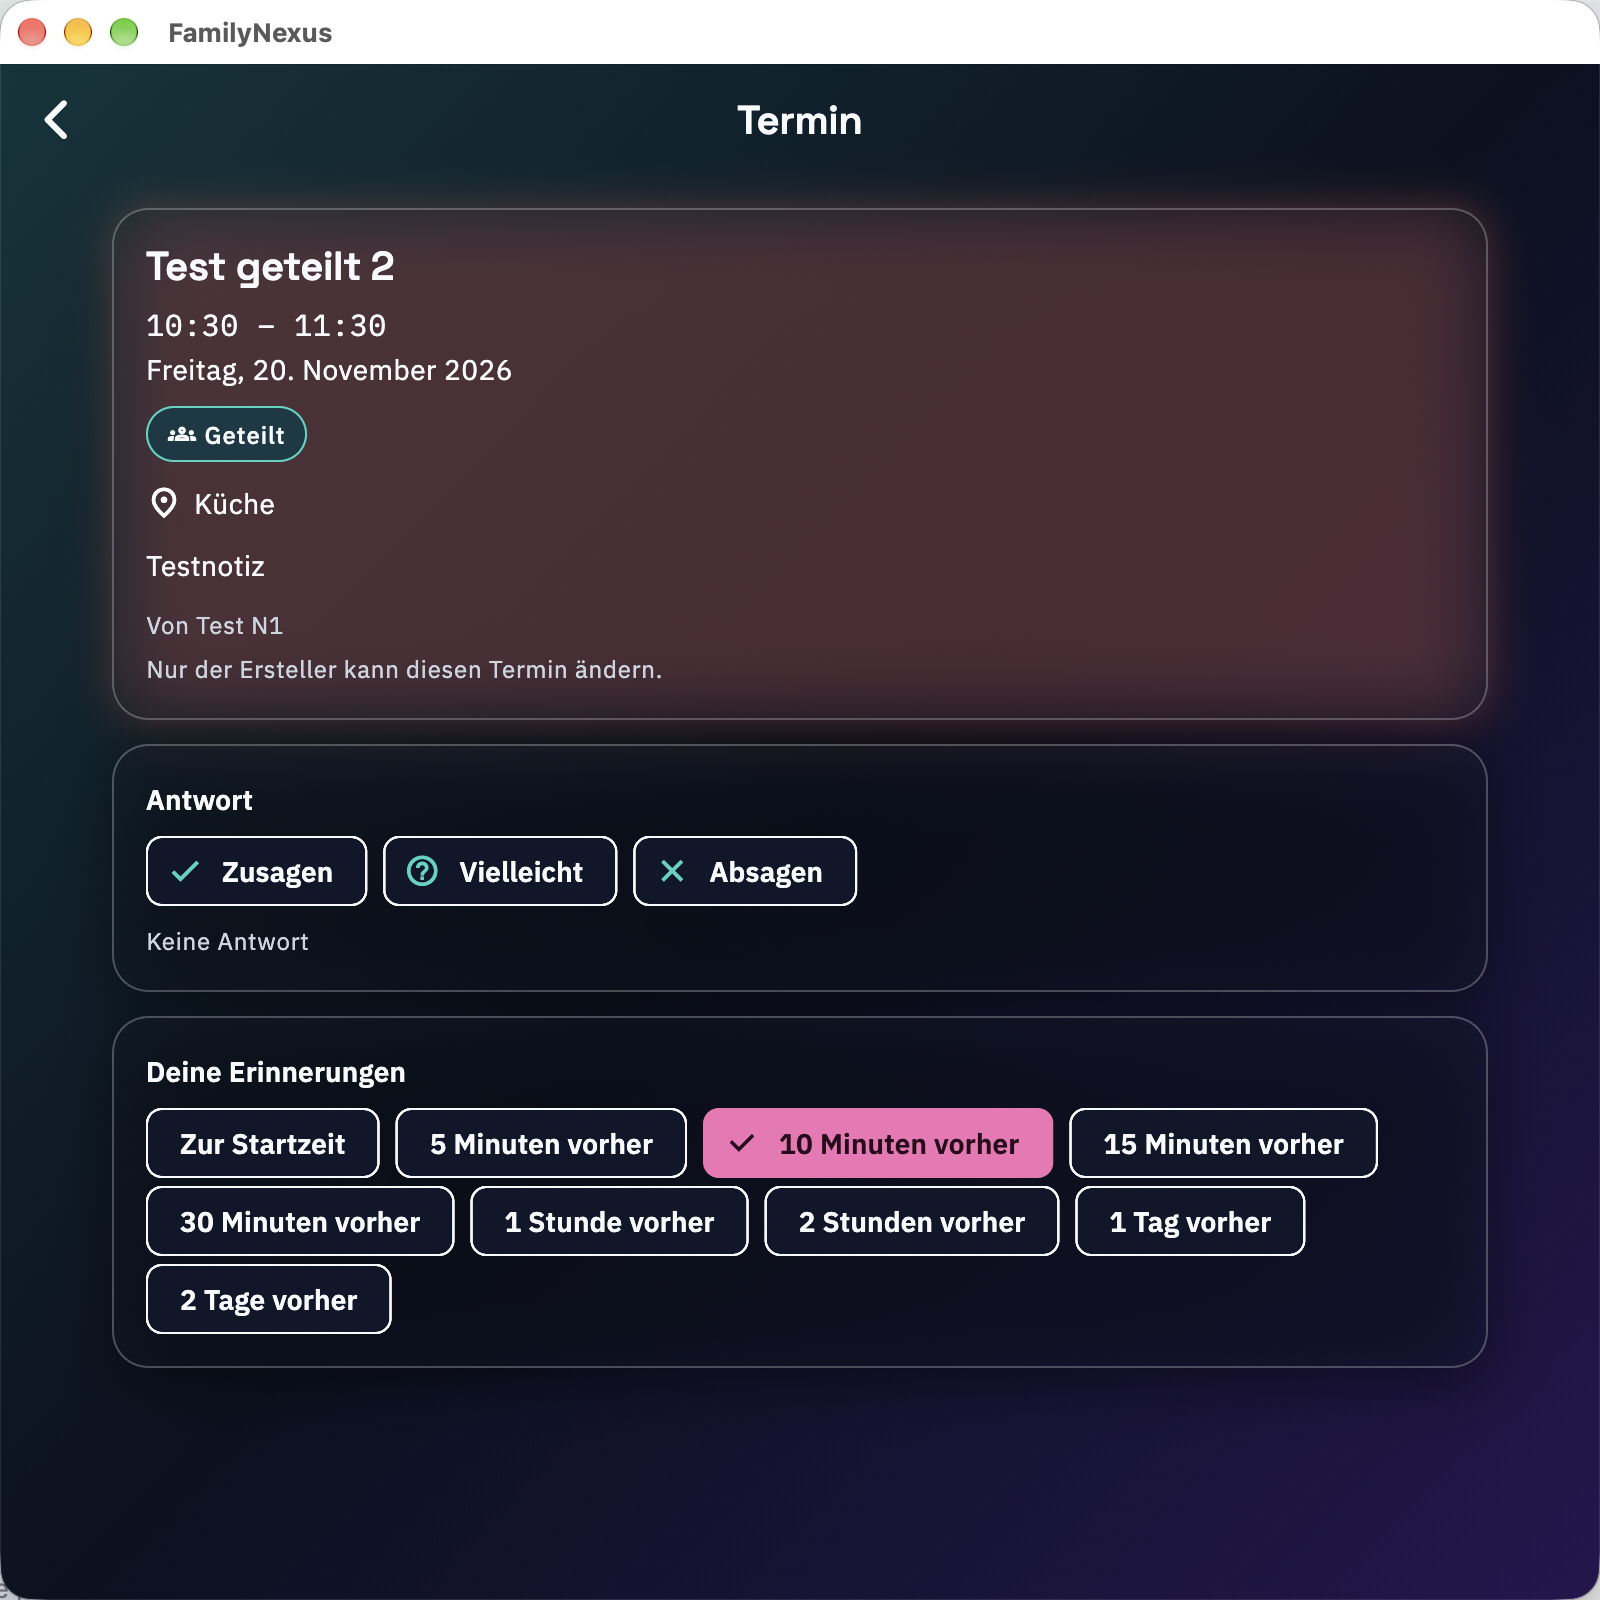 FamilyNexus
Termin
Test geteilt 2
10:30 – 11:30
Freitag, 20. November 2026
Geteilt
Küche
Testnotiz
Von Test N1
Nur der Ersteller kann diesen Termin ändern.
Antwort
Zusagen Vielleicht Absagen
Keine Antwort
Deine Erinnerungen
Zur Startzeit 5 Minuten vorher 10 Minuten vorher 15 Minuten vorher
30 Minuten vorher 1 Stunde vorher 2 Stunden vorher 1 Tag vorher
2 Tage vorher